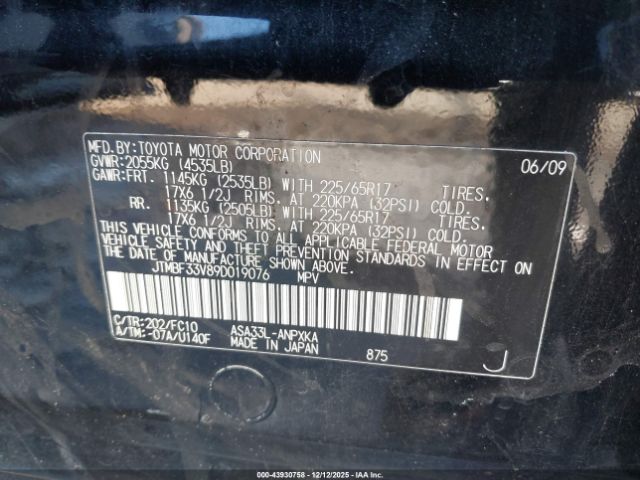 MFD.BY:TOYOTA MOTOR CORPORATION 06/09
GVWR:2055KG (4535LB)
GAWR:FRT. 1145KG (2535LB) WITH 225/65R17 TIRES.
17X6 1/2J RIMS. AT 220KPA (32PSI) COLD.
RR. 1135KG (2505LB) WITH 225/65R17 TIRES.
17X6 1/2J RIMS. AT 220KPA (32PSI) COLD.
THIS VEHICLE CONFORMS TO ALL APPLICABLE FEDERAL MOTOR
VEHICLE SAFETY AND THEFT PREVENTION STANDARDS IN EFFECT ON
THE DATE OF MANUFACTURE SHOWN ABOVE.
JTMBF33V89D019076 MPV
C/TR:202/FC10 ASA33L-ANPXKA
A/TM:-07A/U140F MADE IN JAPAN 875 J
000-43930758 - 12/12/2025 - IAA Inc.